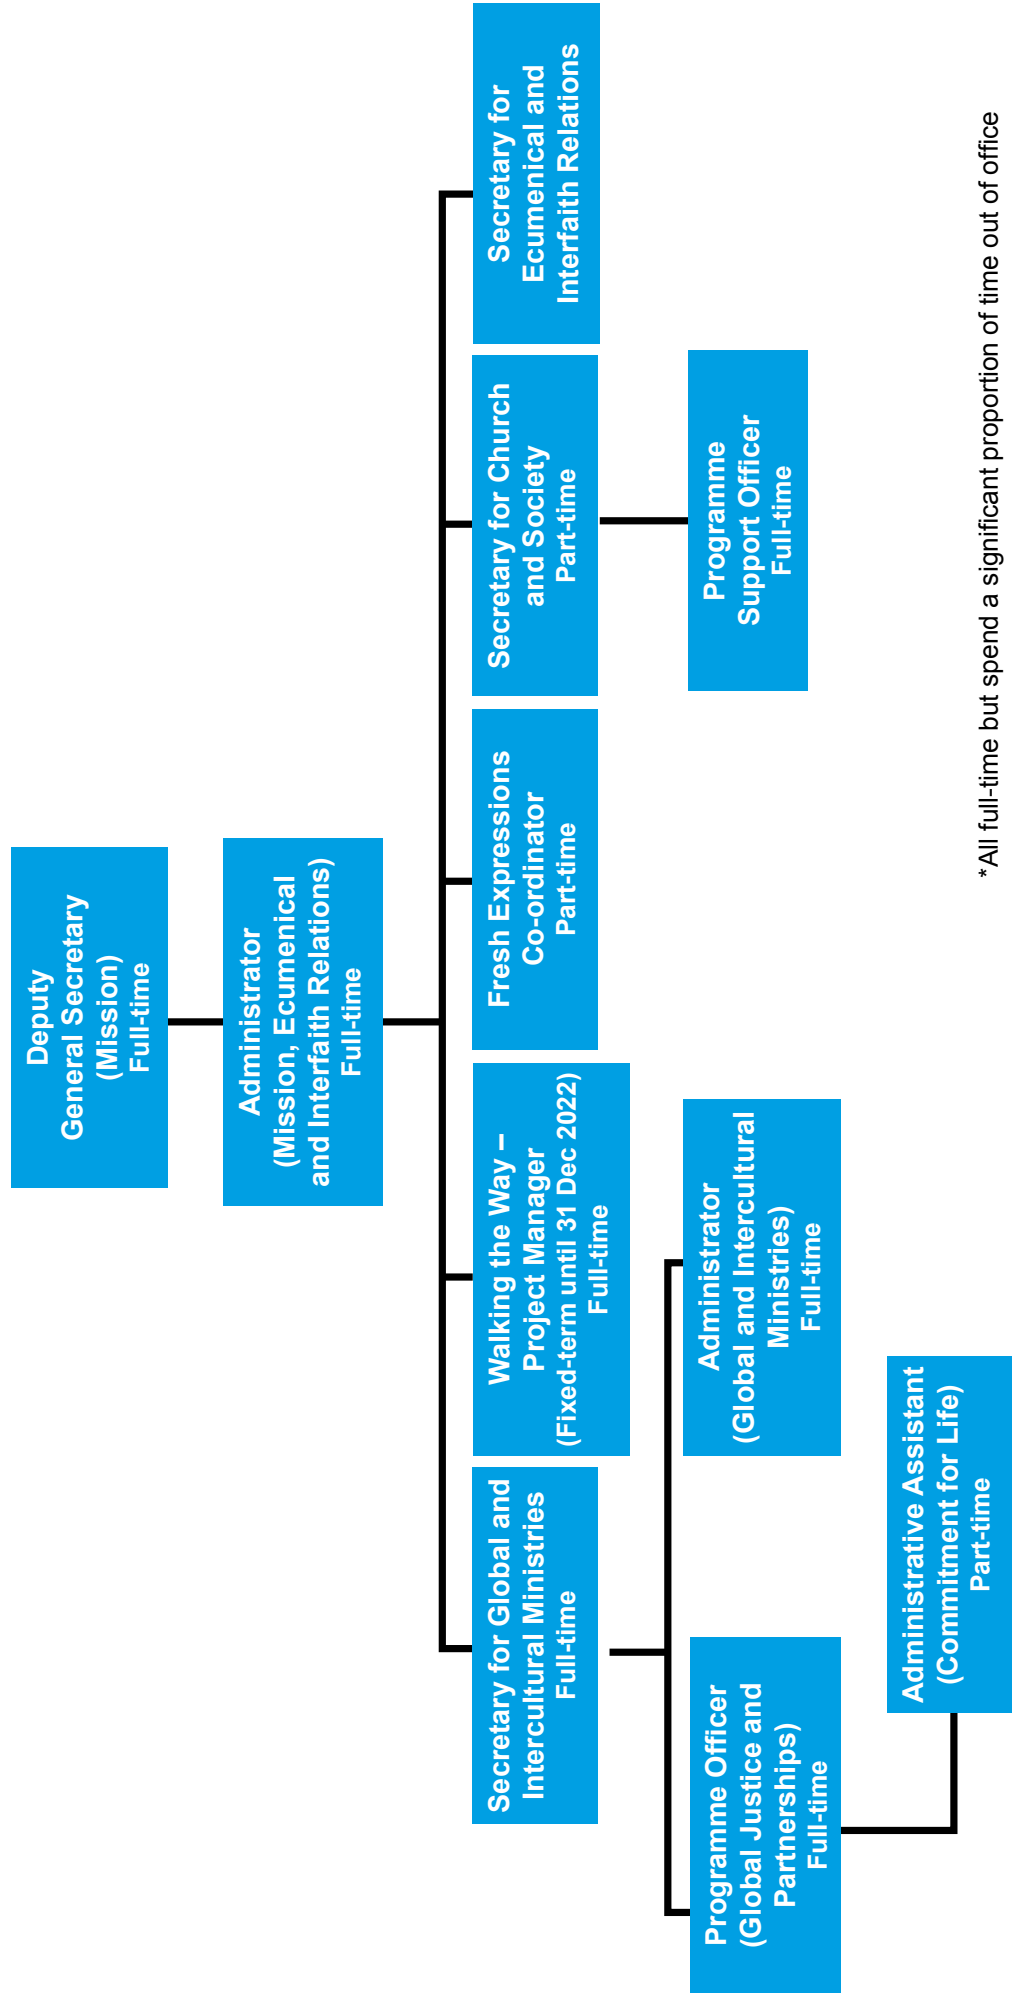 Deputy
General Secretary
(Mission)
Full-time
Administrator
(Mission, Ecumenical
and Interfaith Relations)
Full-time
Secretary for Global and
Intercultural Ministries
Full-time
Walking the Way –
Project Manager
(Fixed-term until 31 Dec 2022)
Full-time
Fresh Expressions
Co-ordinator
Part-time
Secretary for Church
and Society
Part-time
Secretary for
Ecumenical and
Interfaith Relations
Programme Officer
(Global Justice and
Partnerships)
Full-time
Administrator
(Global and Intercultural
Ministries)
Full-time
Programme
Support Officer
Full-time
Administrative Assistant
(Commitment for Life)
Part-time
*All full-time but spend a significant proportion of time out of office